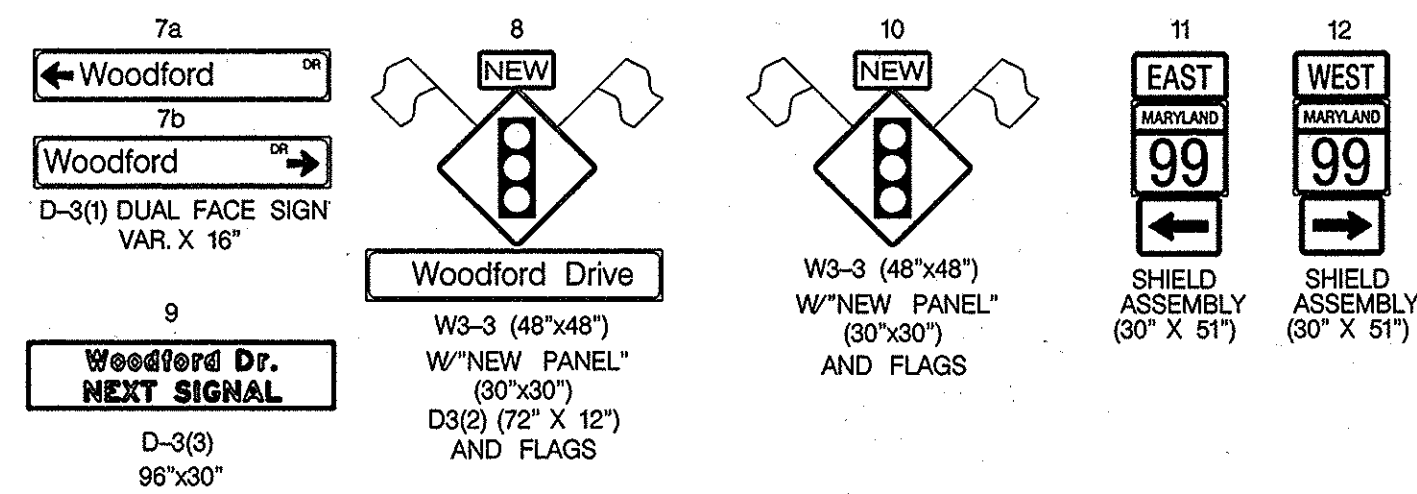 7a
Woodford DR
7b
Woodford DR
D-3(1) DUAL FACE SIGN
VAR. X 16"
9
Woodford Dr.
NEXT SIGNAL
D-3(3)
96"x30"
8
NEW
Woodford Drive
W3-3 (48"x48")
W/"NEW PANEL"
(30"x30")
D3(2) (72" X 12")
AND FLAGS
10
NEW
W3-3 (48"x48")
W/"NEW PANEL"
(30"x30")
AND FLAGS
11
EAST
MARYLAND
99
SHIELD
ASSEMBLY
(30" X 51")
12
WEST
MARYLAND
99
SHIELD
ASSEMBLY
(30" X 51")